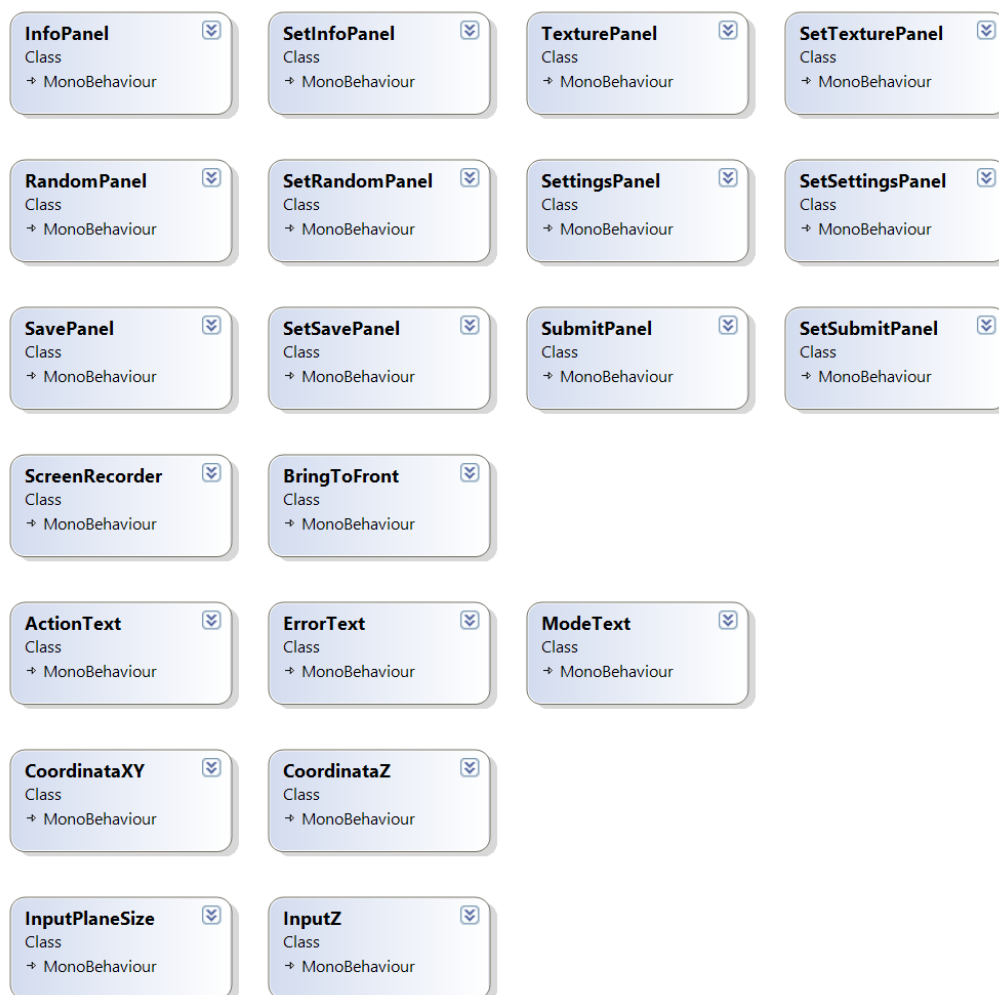 InfoPanel
Class
MonoBehaviour
SetInfoPanel
Class
MonoBehaviour
TexturePanel
Class
MonoBehaviour
SetTexturePanel
Class
MonoBehaviour
RandomPanel
Class
MonoBehaviour
SetRandomPanel
Class
MonoBehaviour
SettingsPanel
Class
MonoBehaviour
SetSettingsPanel
Class
MonoBehaviour
SavePanel
Class
MonoBehaviour
SetSavePanel
Class
MonoBehaviour
SubmitPanel
Class
MonoBehaviour
SetSubmitPanel
Class
MonoBehaviour
ScreenRecorder
Class
MonoBehaviour
BringToFront
Class
MonoBehaviour
ActionText
Class
MonoBehaviour
ErrorText
Class
MonoBehaviour
ModeText
Class
MonoBehaviour
CoordinataXY
Class
MonoBehaviour
CoordinataZ
Class
MonoBehaviour
InputPlaneSize
Class
MonoBehaviour
InputZ
Class
MonoBehaviour